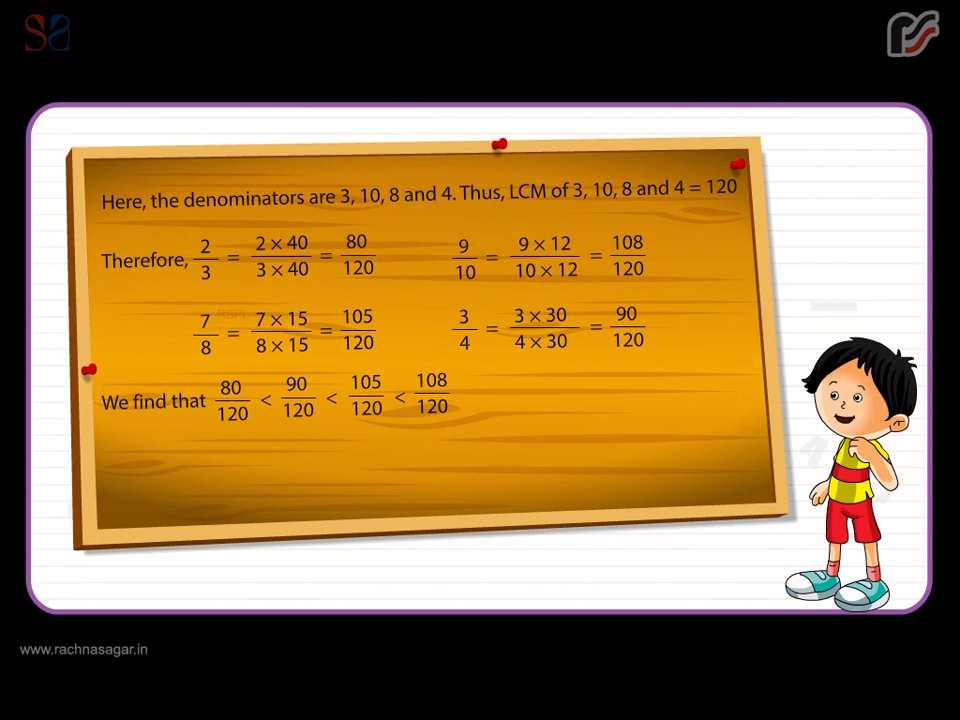 Here, the denominators are 3, 10, 8 and 4. Thus, LCM of 3, 10, 8 and 4 = 120
Therefore, 2/3 = 2 × 40/3 × 40 = 80/120 9/10 = 9 × 12/10 × 12 = 108/120
7/8 = 7 × 15/8 × 15 = 105/120 3/4 = 3 × 30/4 × 30 = 90/120
We find that 80/120 < 90/120 < 105/120 < 108/120
www.rachnasagar.in